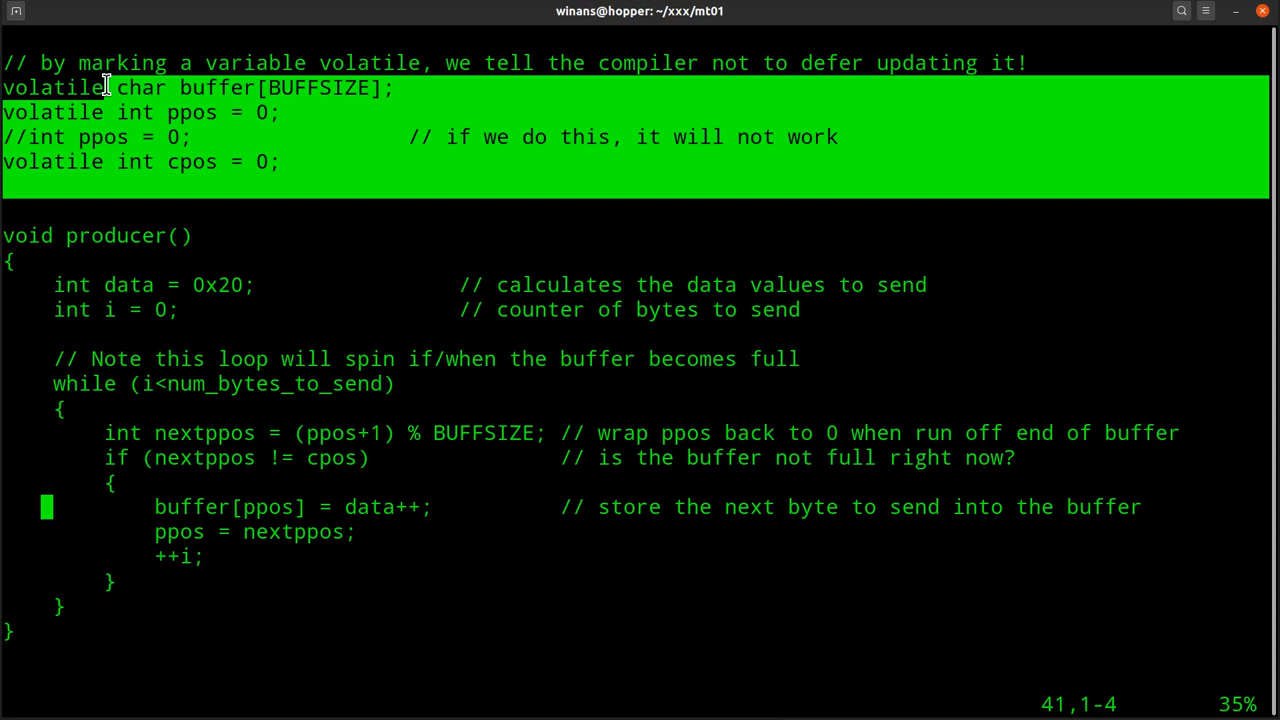 winans@hopper: ~/xxx/mt01
// by marking a variable volatile, we tell the compiler not to defer updating it!
volatile char buffer[BUFFSIZE];
volatile int ppos = 0;
//int ppos = 0; // if we do this, it will not work
volatile int cpos = 0;
void producer()
{
int data = 0x20; // calculates the data values to send
int i = 0; // counter of bytes to send
// Note this loop will spin if/when the buffer becomes full
while (i<num_bytes_to_send)
{
int nextppos = (ppos+1) % BUFFSIZE; // wrap ppos back to 0 when run off end of buffer
if (nextppos != cpos) // is the buffer not full right now?
{
buffer[ppos] = data++; // store the next byte to send into the buffer
ppos = nextppos;
++i;
}
}
}
41,1-4 35%